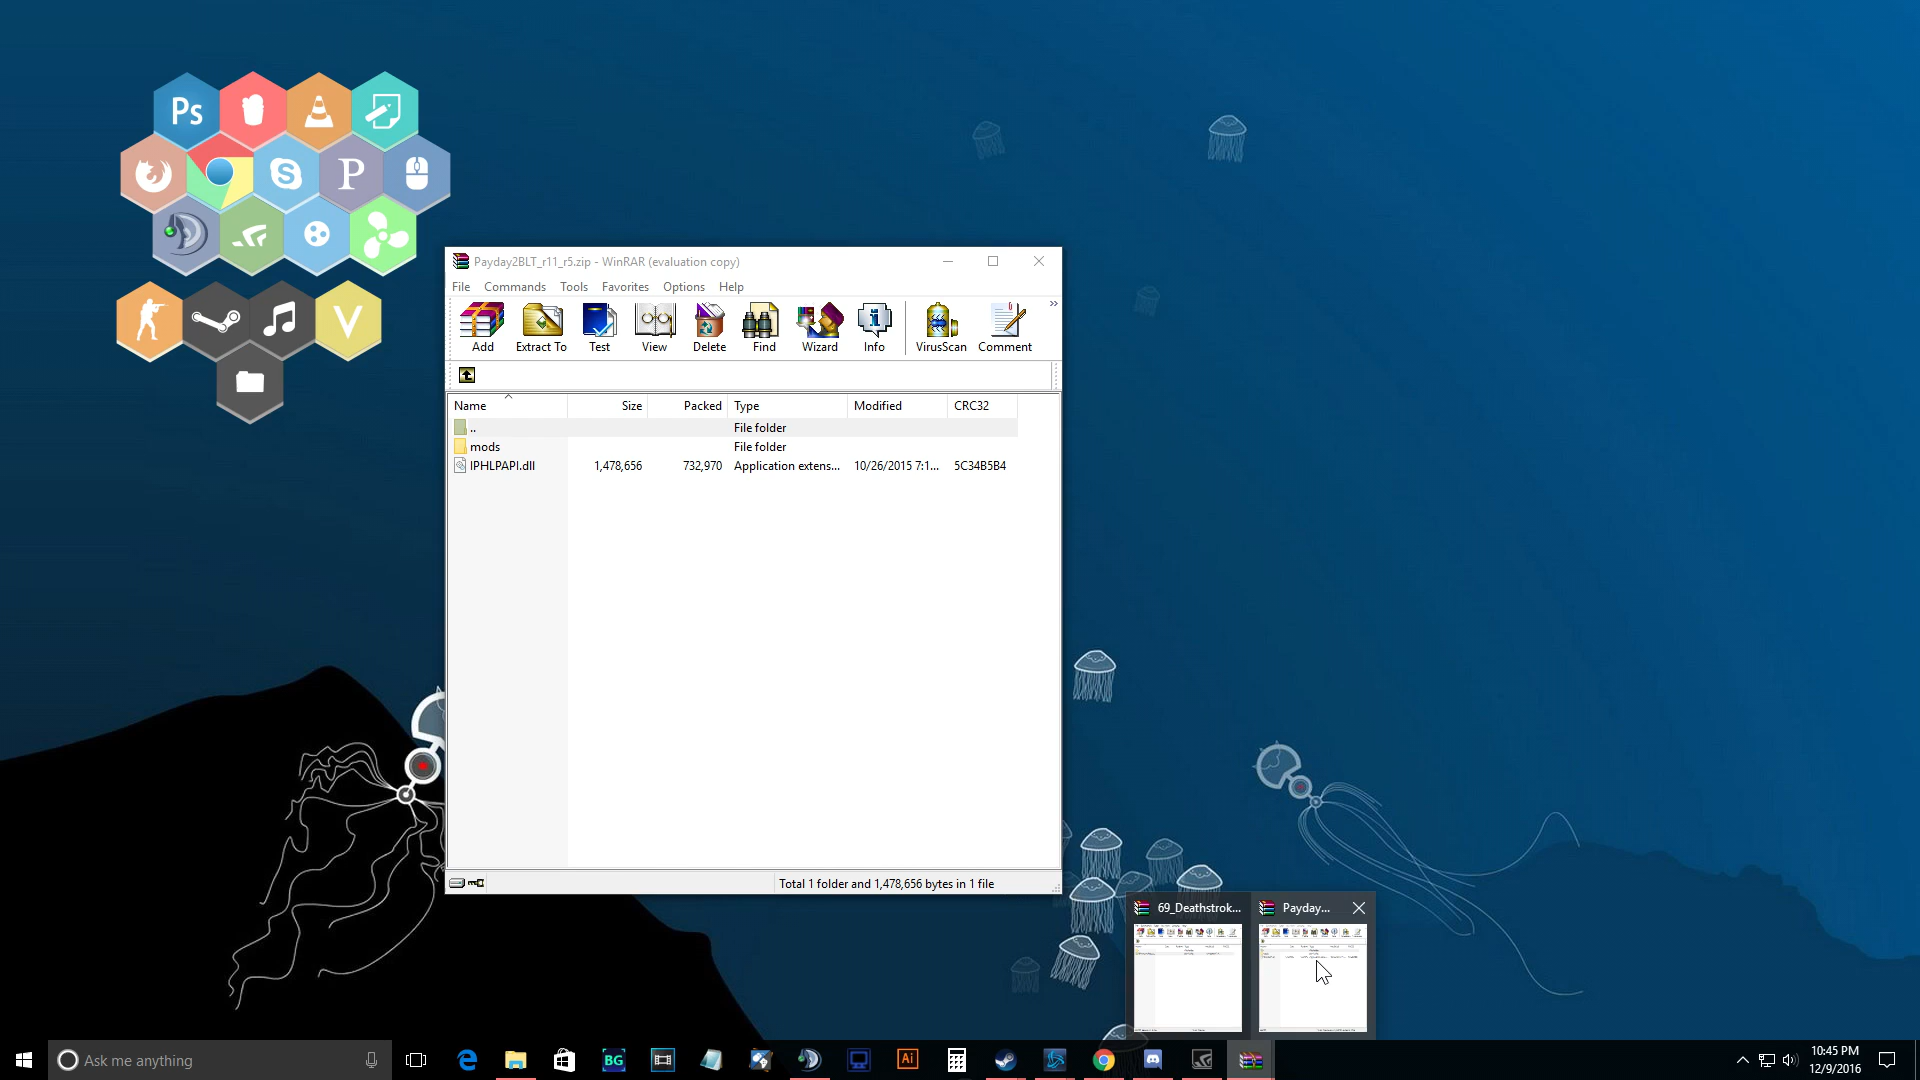 Ps
P
V
Payday2BLT_r11_r5.zip - WinRAR (evaluation copy)
File Commands Tools Favorites Options Help
Add Extract To Test View Delete Find Wizard Info VirusScan Comment
Name Size Packed Type Modified CRC32
.. File folder
mods File folder
IPHLPAPI.dll 1,478,656 732,970 Application extens... 10/26/2015 7:1... 5C34B5B4
Total 1 folder and 1,478,656 bytes in 1 file
69_Deathstrok... Payday...
Ask me anything
BG
Ai
10:45 PM
12/9/2016